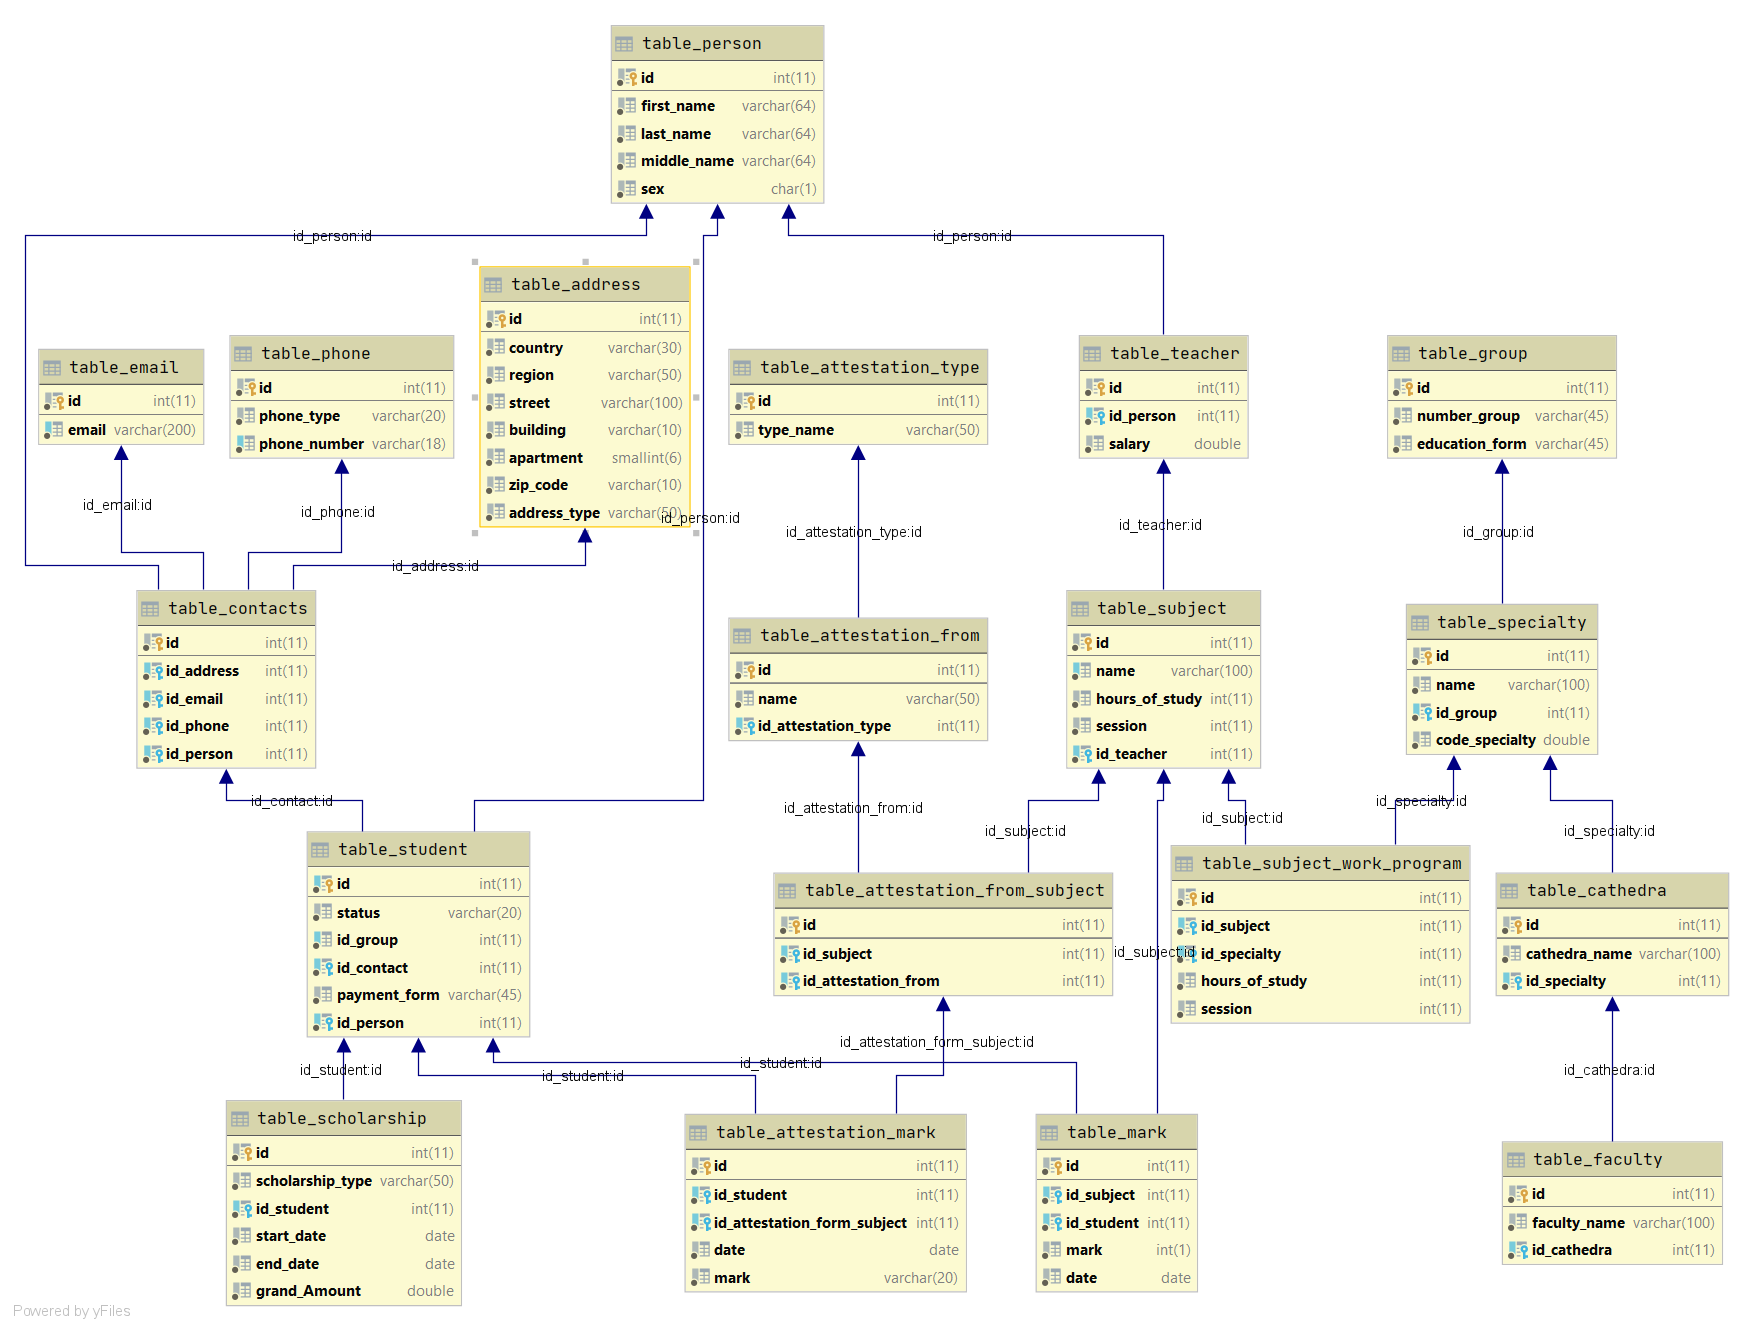 table_person
id int(11)
first_name varchar(64)
last_name varchar(64)
middle_name varchar(64)
sex char(1)
id_person:id
id_person:id
table_address
id int(11)
country varchar(30)
region varchar(50)
street varchar(100)
building varchar(10)
apartment smallint(6)
zip_code varchar(10)
address_type varchar(50)
id_person:id
table_email
id int(11)
email varchar(200)
table_phone
id int(11)
phone_type varchar(20)
phone_number varchar(18)
table_attestation_type
id int(11)
type_name varchar(50)
table_teacher
id int(11)
id_person int(11)
salary double
table_group
id int(11)
number_group varchar(45)
education_form varchar(45)
id_email:id
id_phone:id
id_address:id
id_attestation_type:id
id_teacher:id
id_group:id
table_contacts
id int(11)
id_address int(11)
id_email int(11)
id_phone int(11)
id_person int(11)
table_attestation_from
id int(11)
name varchar(50)
id_attestation_type int(11)
table_subject
id int(11)
name varchar(100)
hours_of_study int(11)
session int(11)
id_teacher int(11)
table_specialty
id int(11)
name varchar(100)
id_group int(11)
code_specialty double
id_contact:id
id_attestation_from:id
id_subject:id
id_subject:id
id_specialty:id
id_specialty:id
table_student
id int(11)
status varchar(20)
id_group int(11)
id_contact int(11)
payment_form varchar(45)
id_person int(11)
table_attestation_from_subject
id int(11)
id_subject int(11)
id_attestation_from int(11)
id_subject:id
table_subject_work_program
id int(11)
id_subject int(11)
id_specialty int(11)
hours_of_study int(11)
session int(11)
table_cathedra
id int(11)
cathedra_name varchar(100)
id_specialty int(11)
id_student:id
id_student:id
id_student:id
id_attestation_form_subject:id
id_cathedra:id
table_scholarship
id int(11)
scholarship_type varchar(50)
id_student int(11)
start_date date
end_date date
grand_Amount double
table_attestation_mark
id int(11)
id_student int(11)
id_attestation_form_subject int(11)
date date
mark varchar(20)
table_mark
id int(11)
id_subject int(11)
id_student int(11)
mark int(1)
date date
table_faculty
id int(11)
faculty_name varchar(100)
id_cathedra int(11)
Powered by yFiles